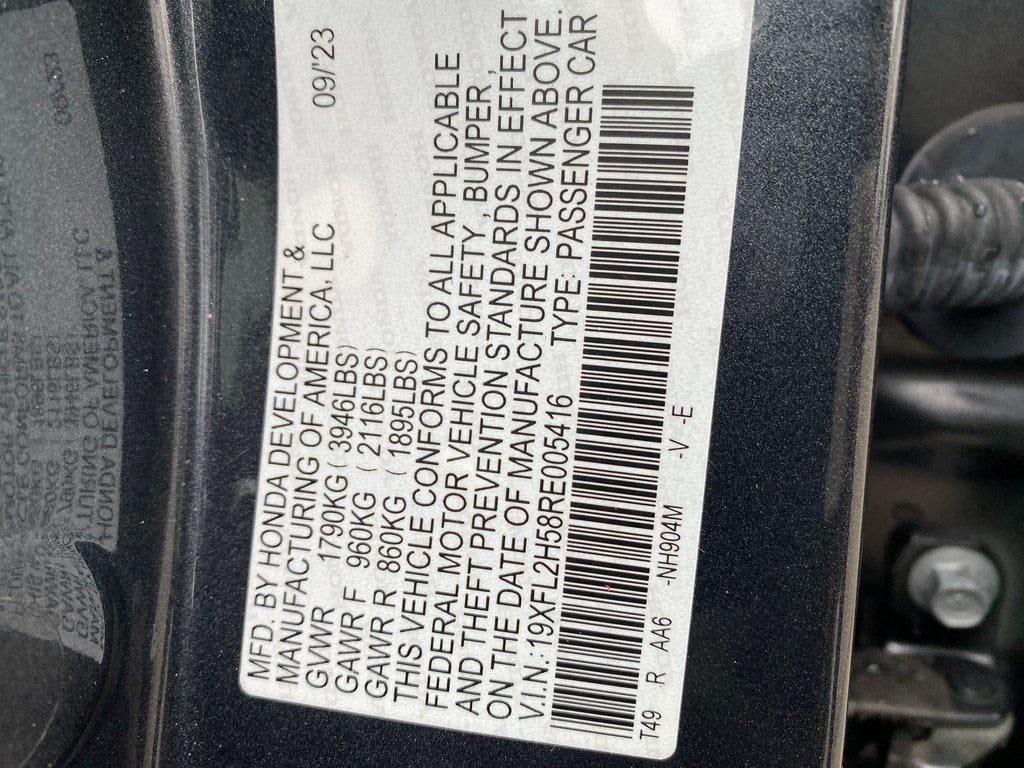 MFD. BY HONDA DEVELOPMENT & 09/'23
MANUFACTURING OF AMERICA, LLC
GVWR 1790KG ( 3946LBS)
GAWR F 960KG ( 2116LBS)
GAWR R 860KG ( 1895LBS)
THIS VEHICLE CONFORMS TO ALL APPLICABLE
FEDERAL MOTOR VEHICLE SAFETY , BUMPER ,
AND THEFT PREVENTION STANDARDS IN EFFECT
ON THE DATE OF MANUFACTURE SHOWN ABOVE.
V.I.N.:19XFL2H58RE005416 TYPE: PASSENGER CAR
T49 R AA6 -NH904M -V -E